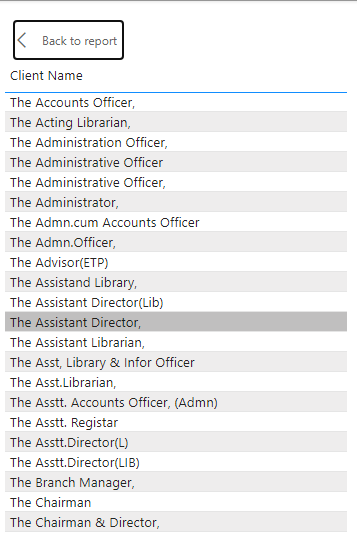 Back to report
Client Name
The Accounts Officer,
The Acting Librarian,
The Administration Officer,
The Administrative Officer
The Administrative Officer,
The Administrator,
The Admn.cum Accounts Officer
The Admn.Officer,
The Advisor(ETP)
The Assistand Library,
The Assistant Director(Lib)
The Assistant Director,
The Assistant Librarian,
The Asst, Library & Infor Officer
The Asst.Librarian,
The Asstt. Accounts Officer, (Admn)
The Asstt. Registar
The Asstt.Director(L)
The Asstt.Director(LIB)
The Branch Manager,
The Chairman
The Chairman & Director,